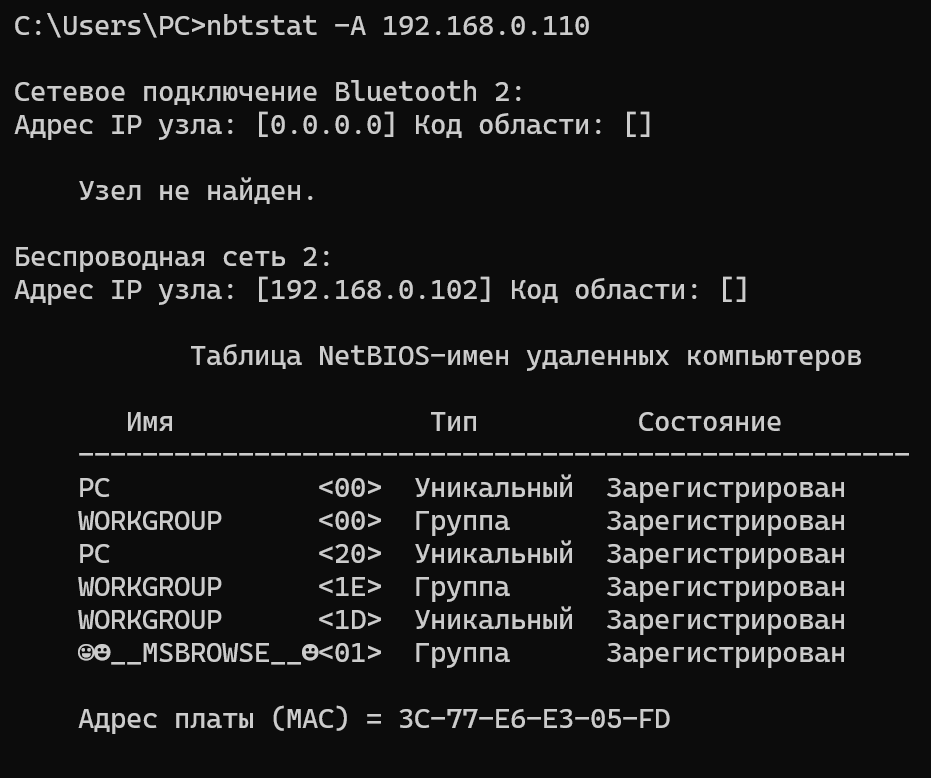 C:\Users\PC>nbtstat -A 192.168.0.110
Сетевое подключение Bluetooth 2:
Адрес IP узла: [0.0.0.0] Код области: []
Узел не найден.
Беспроводная сеть 2:
Адрес IP узла: [192.168.0.102] Код области: []
Таблица NetBIOS-имен удаленных компьютеров
Имя Тип Состояние
----------------------------------------------------
PC <00> Уникальный Зарегистрирован
WORKGROUP <00> Группа Зарегистрирован
PC <20> Уникальный Зарегистрирован
WORKGROUP <1E> Группа Зарегистрирован
WORKGROUP <1D> Уникальный Зарегистрирован
☺☻__MSBROWSE__☻<01> Группа Зарегистрирован
Адрес платы (MAC) = 3C-77-E6-E3-05-FD